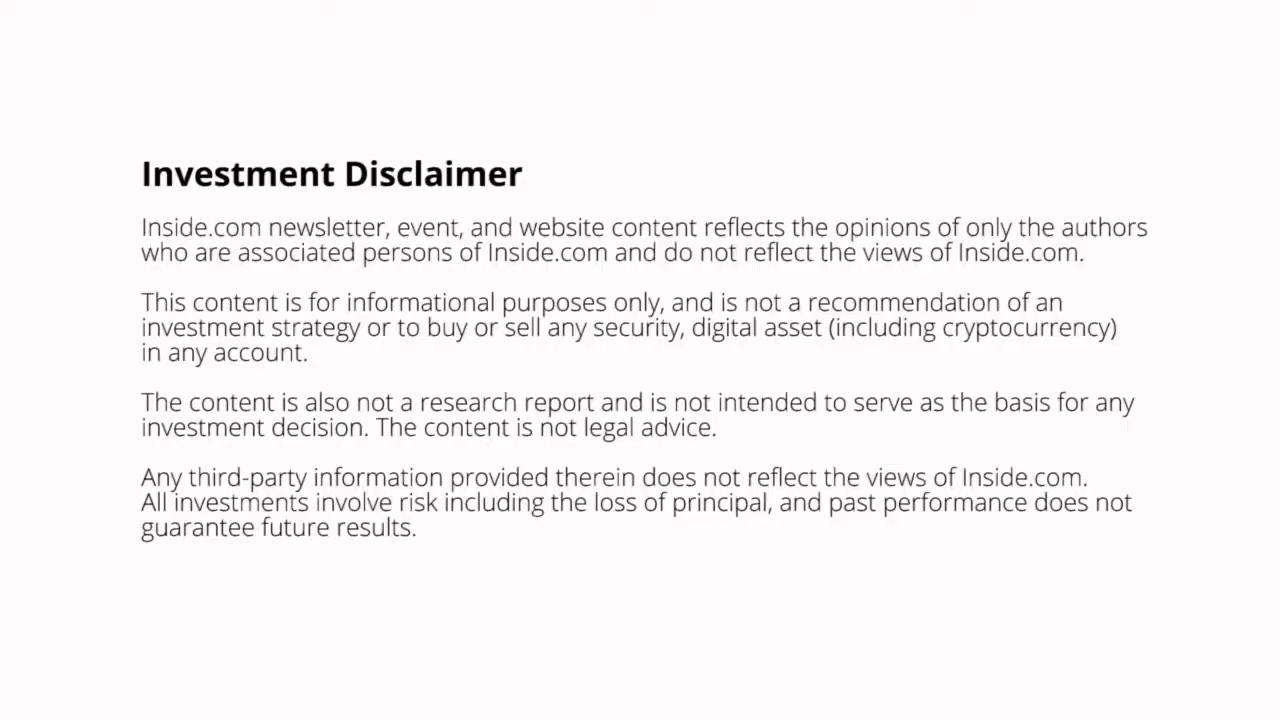 Investment Disclaimer
Inside.com newsletter, event, and website content reflects the opinions of only the authors
who are associated persons of Inside.com and do not reflect the views of Inside.com.
This content is for informational purposes only, and is not a recommendation of an
investment strategy or to buy or sell any security, digital asset (including cryptocurrency)
in any account.
The content is also not a research report and is not intended to serve as the basis for any
investment decision. The content is not legal advice.
Any third-party information provided therein does not reflect the views of Inside.com.
All investments involve risk including the loss of principal, and past performance does not
guarantee future results.